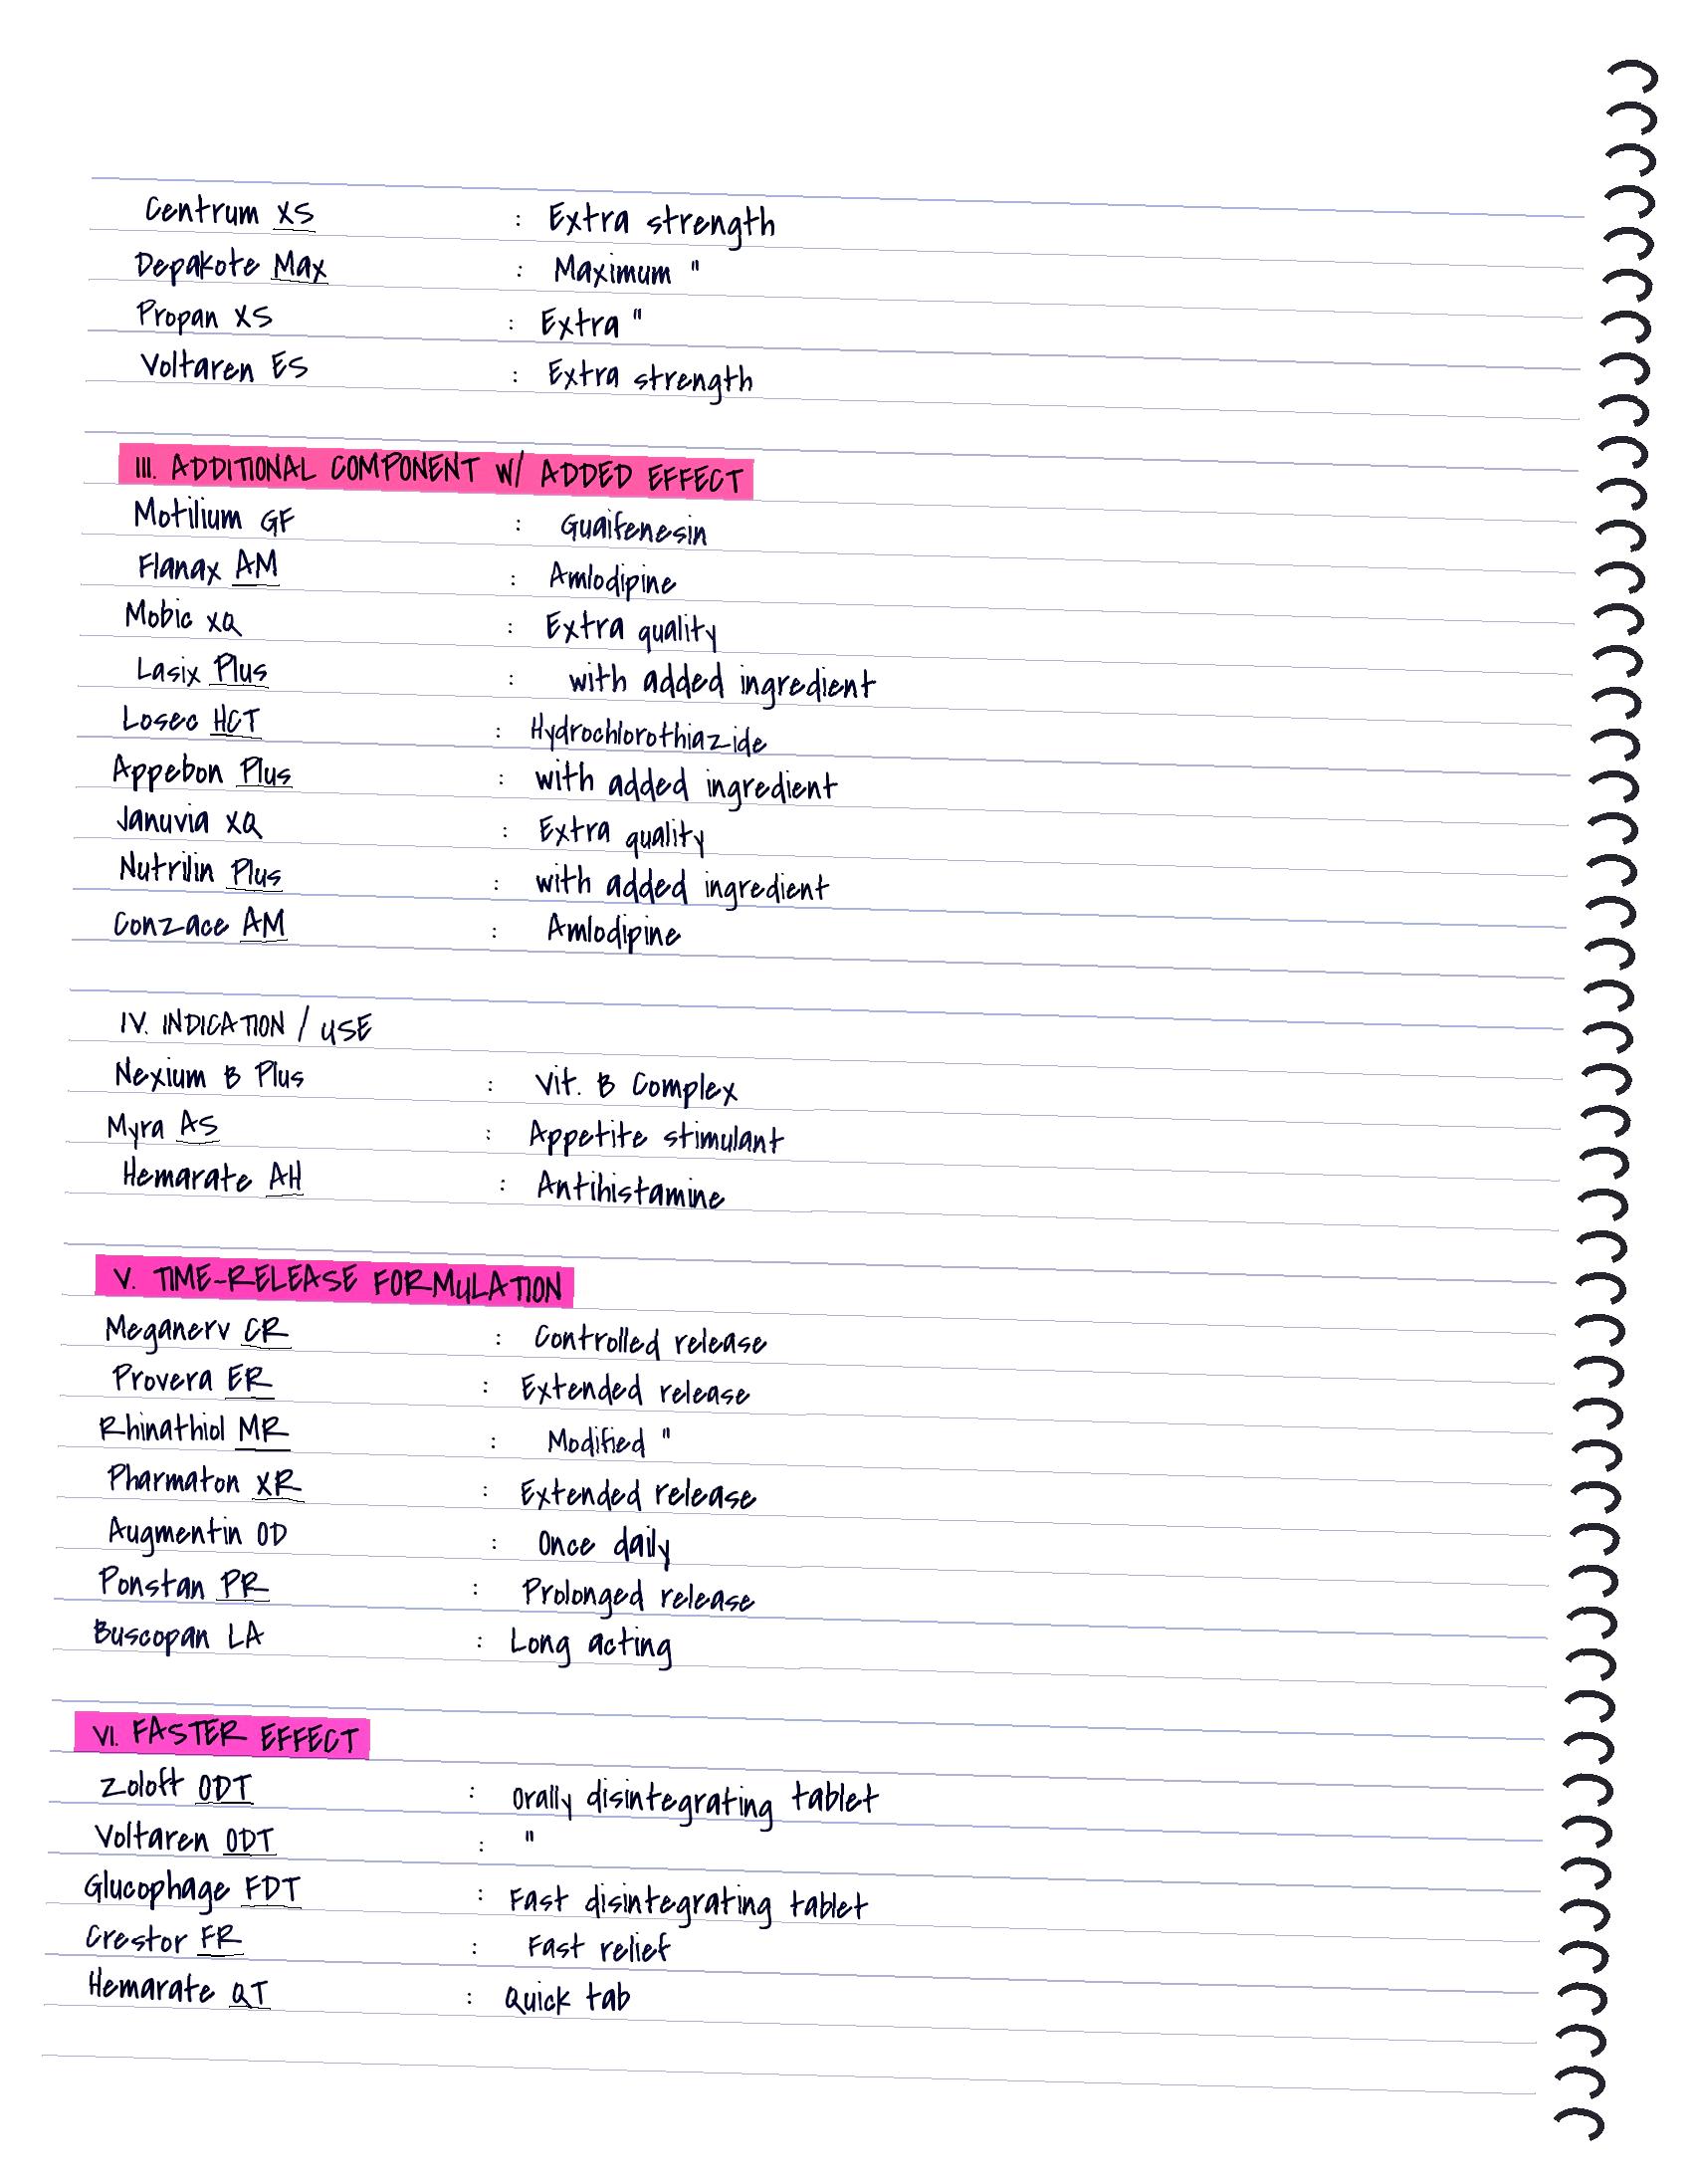 Centrum XS : Extra strength
Depakote Max : Maximum "
Propan XS : Extra "
Voltaren ES : Extra strength
III. ADDITIONAL COMPONENT W/ ADDED EFFECT
Motilium GF : Guaifenesin
Flanax AM : Amlodipine
Mobic XQ : Extra quality
Lasix Plus : with added ingredient
Losec HCT : Hydrochlorothiazide
Appebon Plus : with added ingredient
Januvia XQ : Extra quality
Nutrilin Plus : with added ingredient
Conzace AM : Amlodipine
IV. INDICATION / USE
Nexium B Plus : Vit. B Complex
Myra AS : Appetite stimulant
Hemarate AH : Antihistamine
V. TIME-RELEASE FORMULATION
Meganerv CR : Controlled release
Provera ER : Extended release
Rhinathiol MR : Modified "
Pharmaton XR : Extended release
Augmentin OD : Once daily
Ponstan PR : Prolonged release
Buscopan LA : Long acting
VI. FASTER EFFECT
Zoloft ODT : Orally disintegrating tablet
Voltaren ODT : "
Glucophage FDT : Fast disintegrating tablet
Crestor FR : Fast relief
Hemarate QT : Quick tab